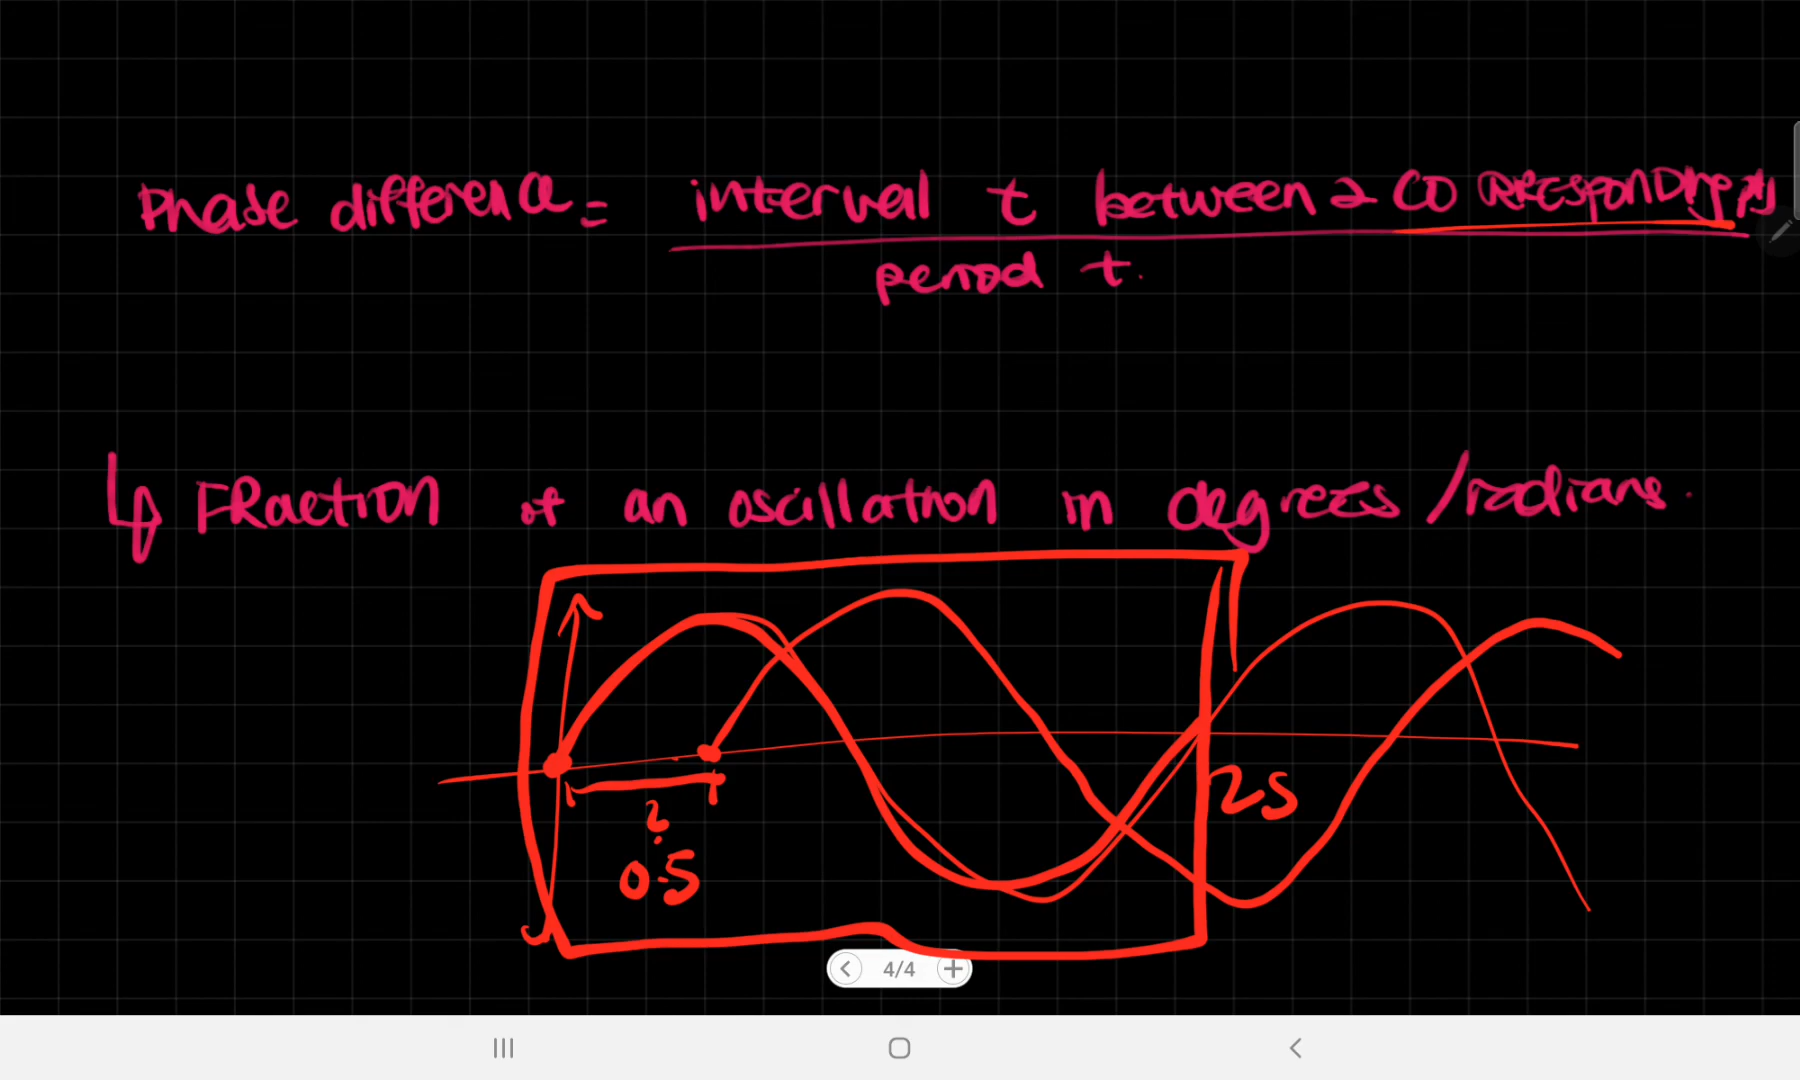 Phase difference = interval t between 2 corresponding pts
period t.
↳ Fraction of an oscillation in degrees/radians.
2s
?
0.5
4/4